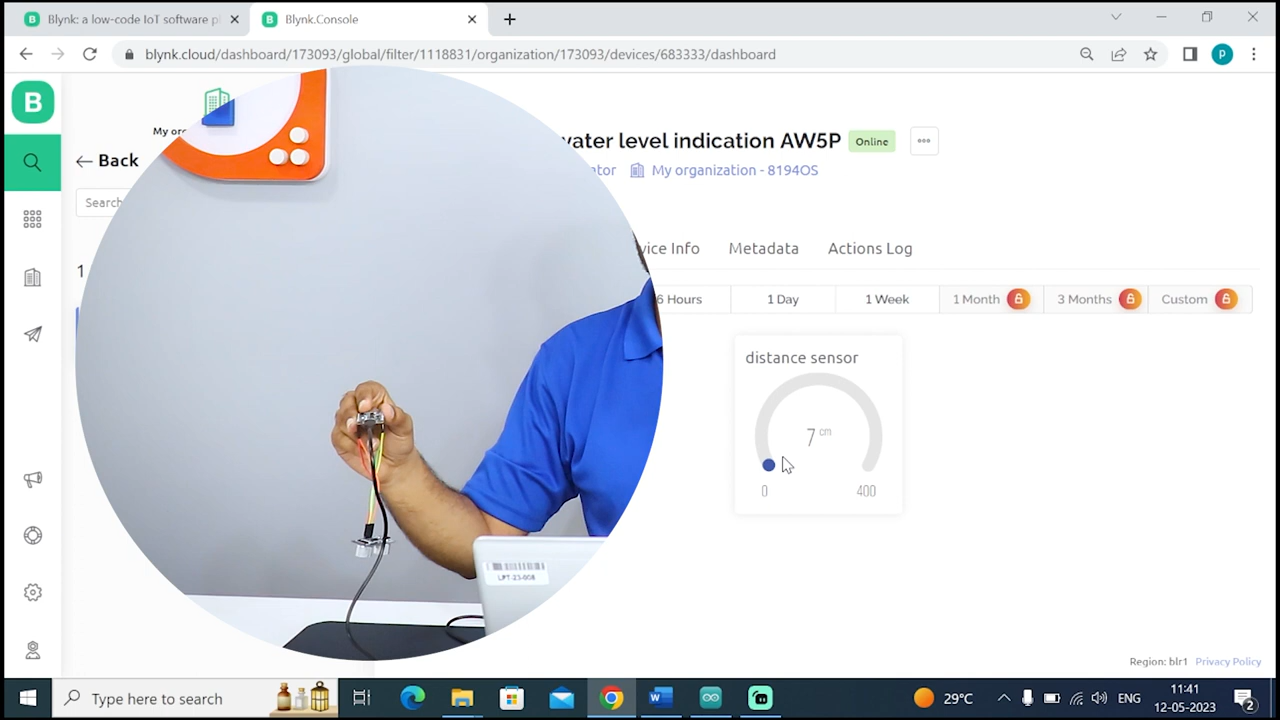 Blynk: a low-code IoT software p
Blynk.Console
blynk.cloud/dashboard/173093/global/filter/1118831/organization/173093/devices/683333/dashboard
P
B
My or
Back
water level indication AW5P
Online
My organization - 8194OS
Search
Metadata
Actions Log
1
6 Hours
1 Day
1 Week
1 Month
3 Months
Custom
distance sensor
7 cm
0
400
LPT-23-008
Region: blr1
Privacy Policy
Type here to search
29°C
ENG
11:41
12-05-2023
2